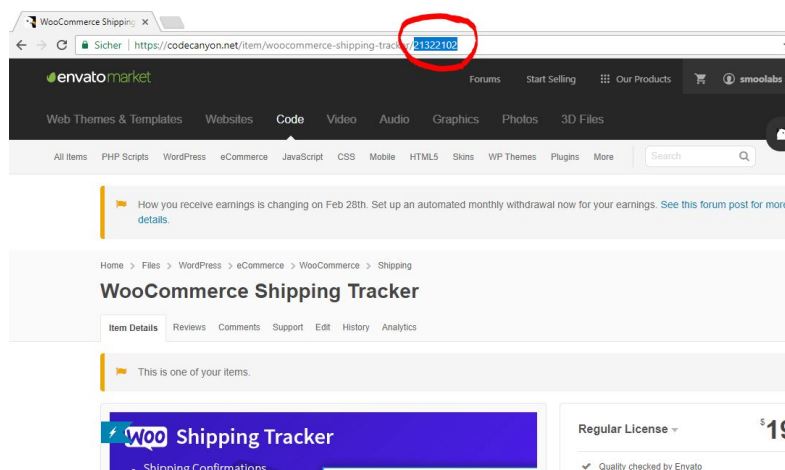 WooCommerce Shipping
Sicher https://codecanyon.net/item/woocommerce-shipping-tracker/21322102
envatomarket Forums Start Selling Our Products smoolabs
Web Themes & Templates Websites Code Video Audio Graphics Photos 3D Files
All Items PHP Scripts WordPress eCommerce JavaScript CSS Mobile HTML5 Skins WP Themes Plugins More Search
How you receive earnings is changing on Feb 28th. Set up an automated monthly withdrawal now for your earnings. See this forum post for more
details.
Home > Files > WordPress > eCommerce > WooCommerce > Shipping
WooCommerce Shipping Tracker
Item Details Reviews Comments Support Edit History Analytics
This is one of your items.
Woo Shipping Tracker
Regular License $19
Shipping Confirmations
Quality checked by Envato